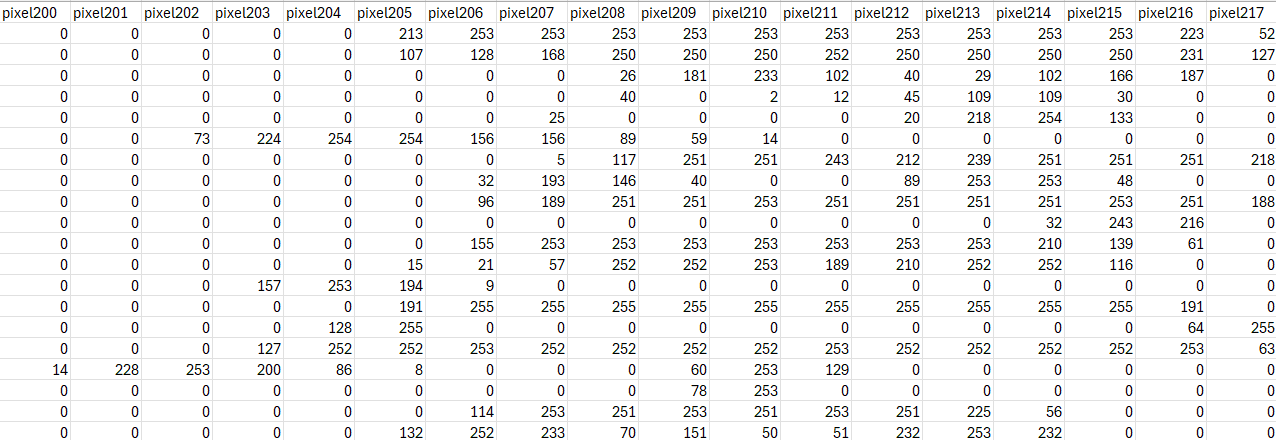 pixel200 pixel201 pixel202 pixel203 pixel204 pixel205 pixel206 pixel207 pixel208 pixel209 pixel210 pixel211 pixel212 pixel213 pixel214 pixel215 pixel216 pixel217
0 0 0 0 0 213 253 253 253 253 253 253 253 253 253 253 223 52
0 0 0 0 0 107 128 168 250 250 250 252 250 250 250 250 231 127
0 0 0 0 0 0 0 0 26 181 233 102 40 29 102 166 187 0
0 0 0 0 0 0 0 0 40 0 2 12 45 109 109 30 0 0
0 0 0 0 0 0 0 25 0 0 0 0 20 218 254 133 0 0
0 0 73 224 254 254 156 156 89 59 14 0 0 0 0 0 0 0
0 0 0 0 0 0 0 5 117 251 251 243 212 239 251 251 251 218
0 0 0 0 0 0 32 193 146 40 0 0 89 253 253 48 0 0
0 0 0 0 0 0 96 189 251 251 253 251 251 251 251 253 251 188
0 0 0 0 0 0 0 0 0 0 0 0 0 0 32 243 216 0
0 0 0 0 0 0 155 253 253 253 253 253 253 253 210 139 61 0
0 0 0 0 0 15 21 57 252 252 253 189 210 252 252 116 0 0
0 0 0 157 253 194 9 0 0 0 0 0 0 0 0 0 0 0
0 0 0 0 0 191 255 255 255 255 255 255 255 255 255 255 191 0
0 0 0 0 128 255 0 0 0 0 0 0 0 0 0 0 64 255
0 0 0 127 252 252 253 252 252 252 252 253 252 252 252 252 253 63
14 228 253 200 86 8 0 0 0 60 253 129 0 0 0 0 0 0
0 0 0 0 0 0 0 0 0 78 253 0 0 0 0 0 0 0
0 0 0 0 0 0 114 253 251 253 251 253 251 225 56 0 0 0
0 0 0 0 0 132 252 233 70 151 50 51 232 253 232 0 0 0